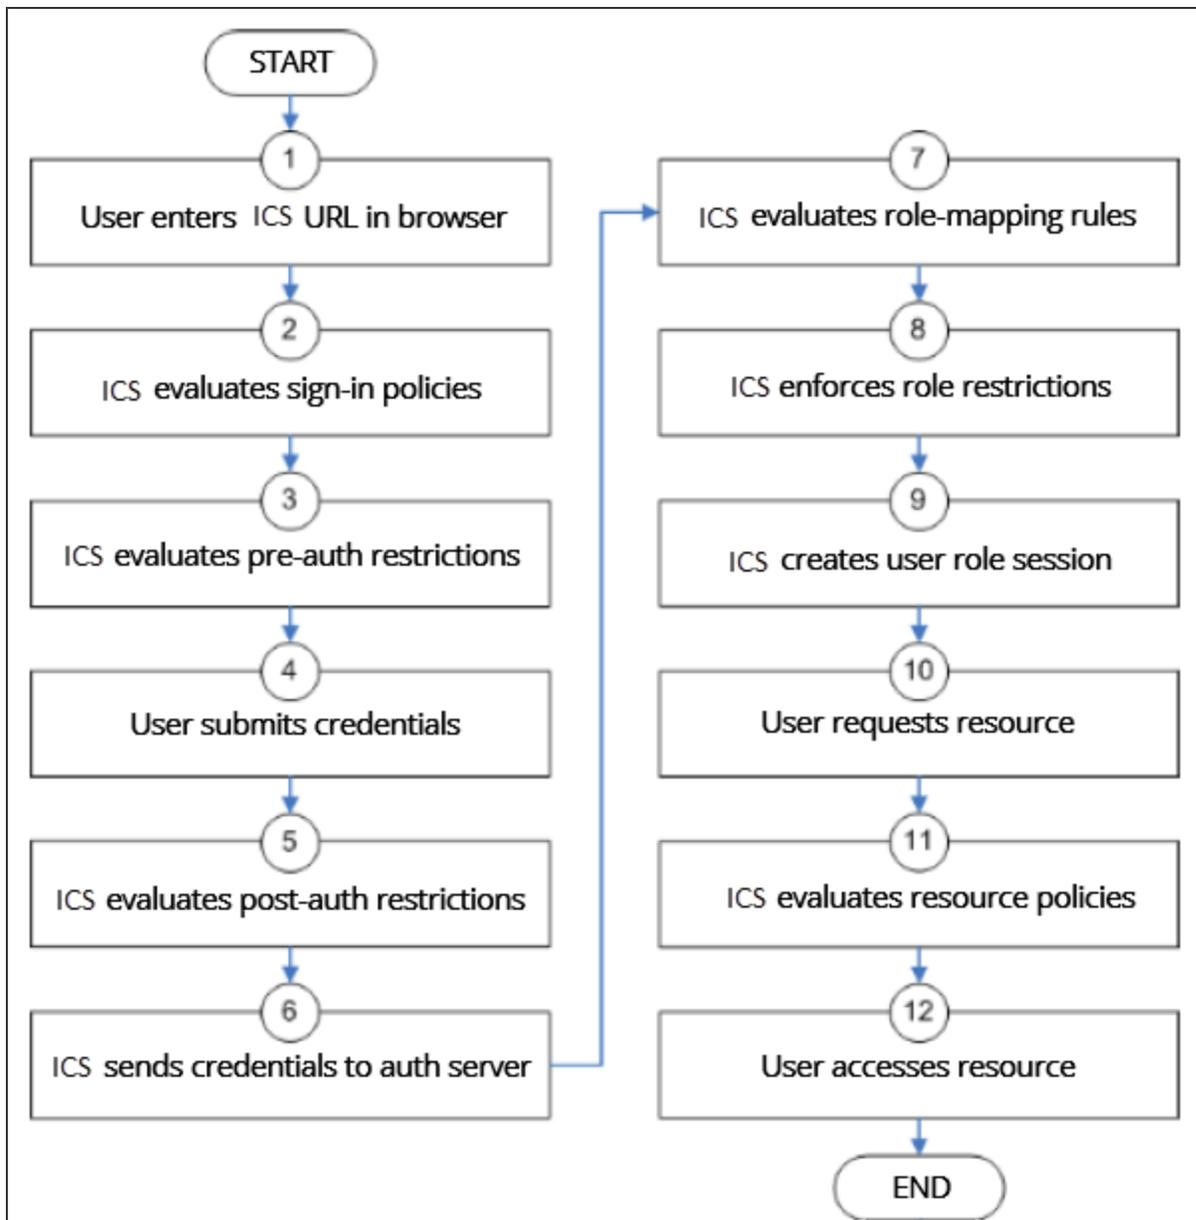 START
1
User enters ICS URL in browser
2
ICS evaluates sign-in policies
3
ICS evaluates pre-auth restrictions
4
User submits credentials
5
ICS evaluates post-auth restrictions
6
ICS sends credentials to auth server
7
ICS evaluates role-mapping rules
8
ICS enforces role restrictions
9
ICS creates user role session
10
User requests resource
11
ICS evaluates resource policies
12
User accesses resource
END